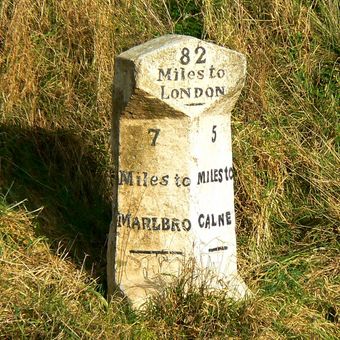 82
Miles to
LONDON
7
Miles to
MARLBRO
5
MILES TO
CALNE